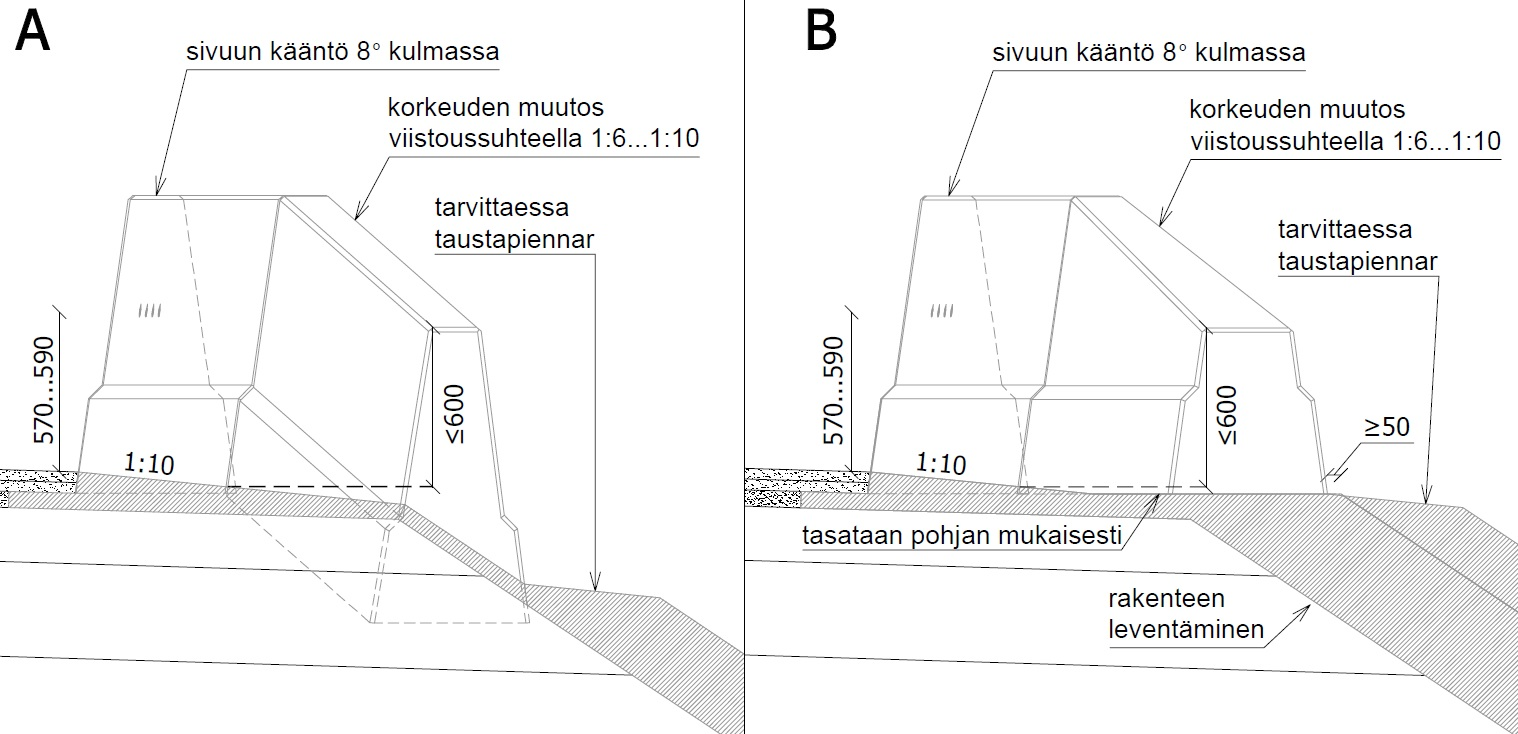 A
sivuun kääntö 8° kulmassa
korkeuden muutos
viistoussuhteella 1:6...1:10
tarvittaessa
taustapiennar
570...590
≤600
1:10
B
sivuun kääntö 8° kulmassa
korkeuden muutos
viistoussuhteella 1:6...1:10
tarvittaessa
taustapiennar
570...590
≤600
≥50
1:10
tasataan pohjan mukaisesti
rakenteen
leventäminen